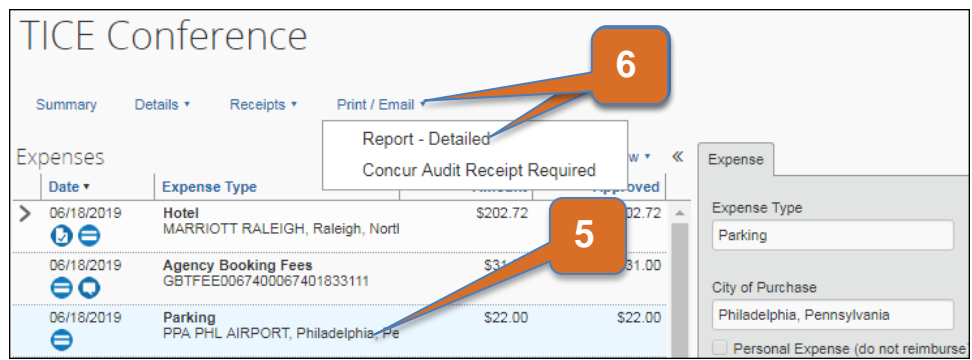 TICE Conference
6
Summary Details Receipts Print / Email
Report - Detailed
Concur Audit Receipt Required
Expenses
Expense
Date Expense Type Amount Approved
06/18/2019 Hotel $202.72 02.72
MARRIOTT RALEIGH, Raleigh, Nortl
5
06/18/2019 Agency Booking Fees $31 31.00
GBTFEE0067400067401833111
06/18/2019 Parking $22.00 $22.00
PPA PHL AIRPORT, Philadelphia, Pe
Expense Type
Parking
City of Purchase
Philadelphia, Pennsylvania
Personal Expense (do not reimburse)